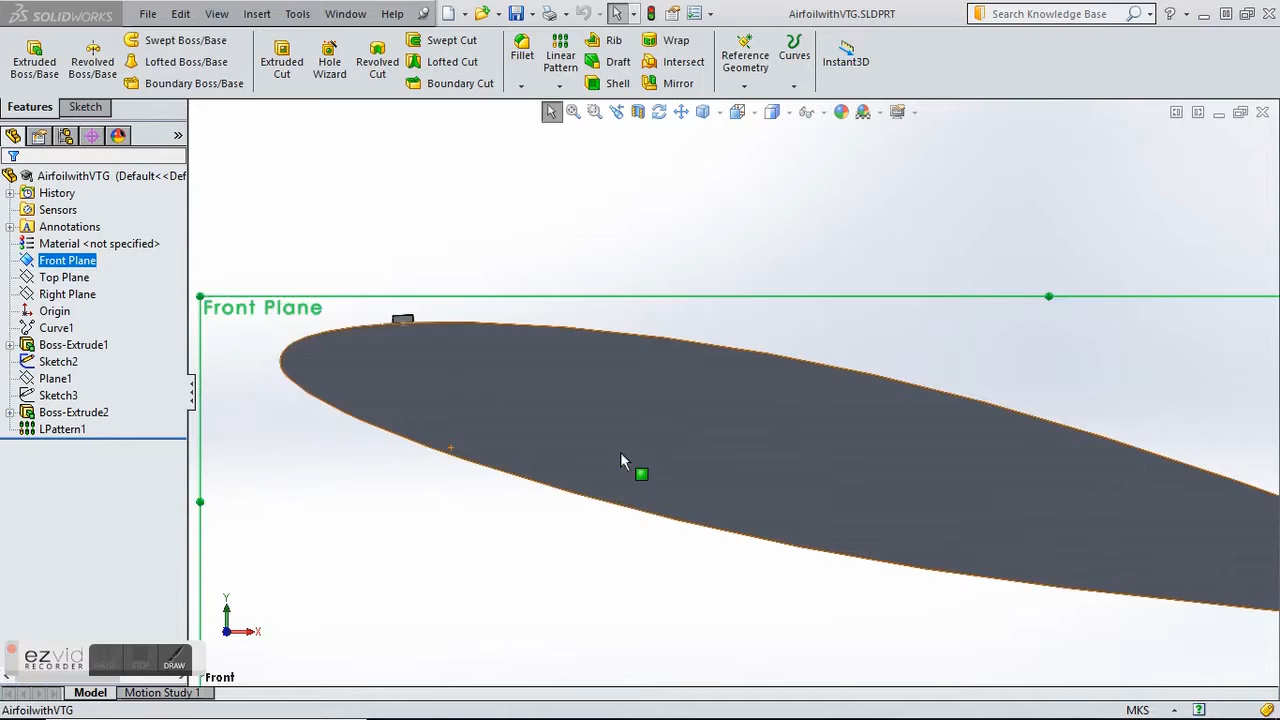 SOLIDWORKS File Edit View Insert Tools Window Help AirfoilwithVTG.SLDPRT Search Knowledge Base
Extruded Boss/Base
Revolved Boss/Base
Swept Boss/Base
Lofted Boss/Base
Boundary Boss/Base
Extruded Cut
Hole Wizard
Revolved Cut
Swept Cut
Lofted Cut
Boundary Cut
Fillet
Linear Pattern
Rib
Draft
Shell
Wrap
Intersect
Mirror
Reference Geometry
Curves
Instant3D
Features Sketch
AirfoilwithVTG (Default<<Def
History
Sensors
Annotations
Material <not specified>
Front Plane
Top Plane
Right Plane
Origin
Curve1
Boss-Extrude1
Sketch2
Plane1
Sketch3
Boss-Extrude2
LPattern1
Front Plane
Y
X
ezvid
RECORDER
PAUSE STOP DRAW
Front
Model Motion Study 1
AirfoilwithVTG MKS